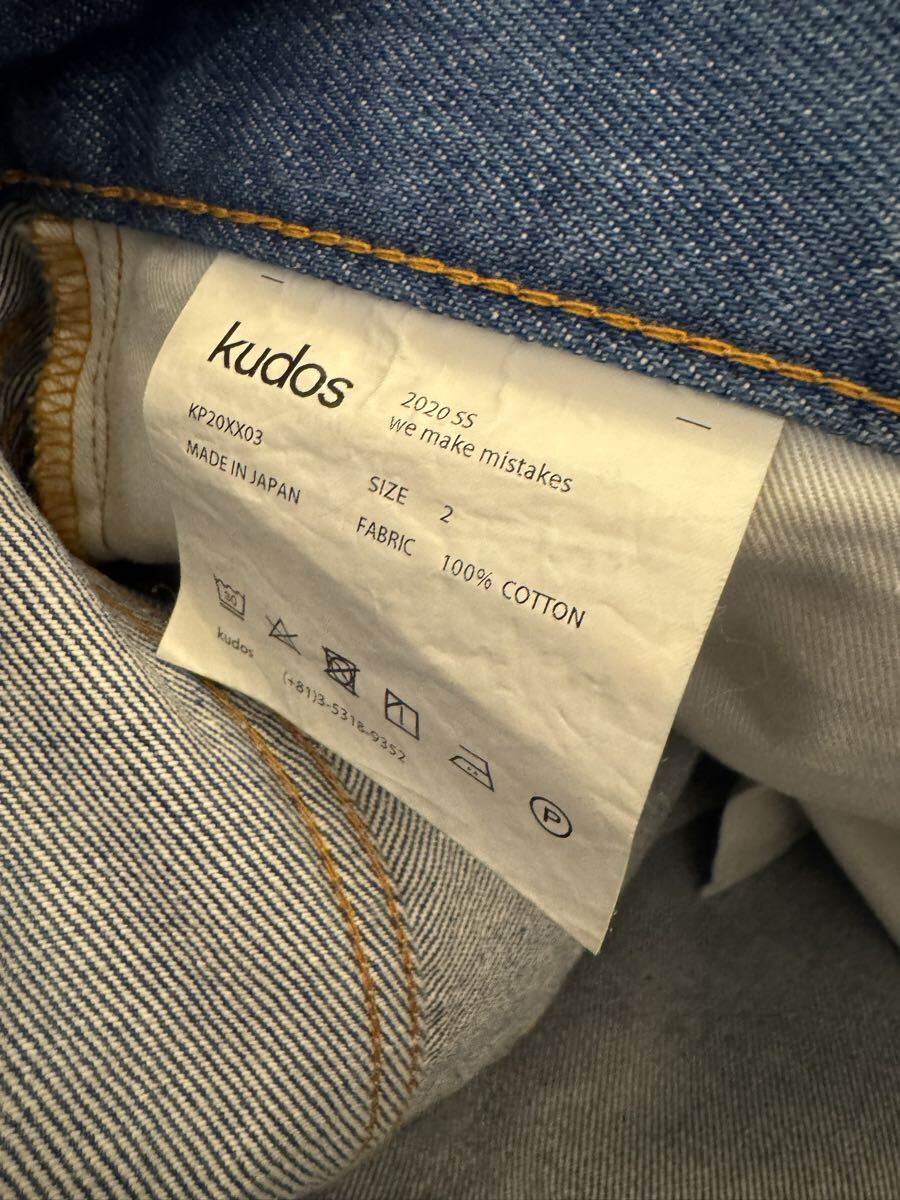 kudos
2020 SS
we make mistakes
KP20XX03
MADE IN JAPAN
SIZE 2
FABRIC 100% COTTON
30
P
kudos (+81)3-5318-9352